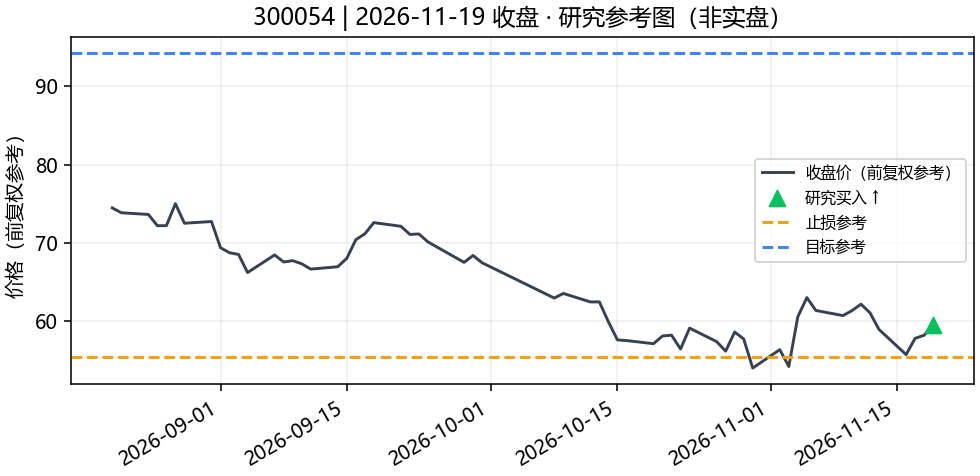 300054 | 2026-11-19 收盘 · 研究参考图（非实盘）
价格（前复权参考）
90
80
70
60
收盘价（前复权参考）
研究买入↑
止损参考
目标参考
2026-09-01
2026-09-15
2026-10-01
2026-10-15
2026-11-01
2026-11-15